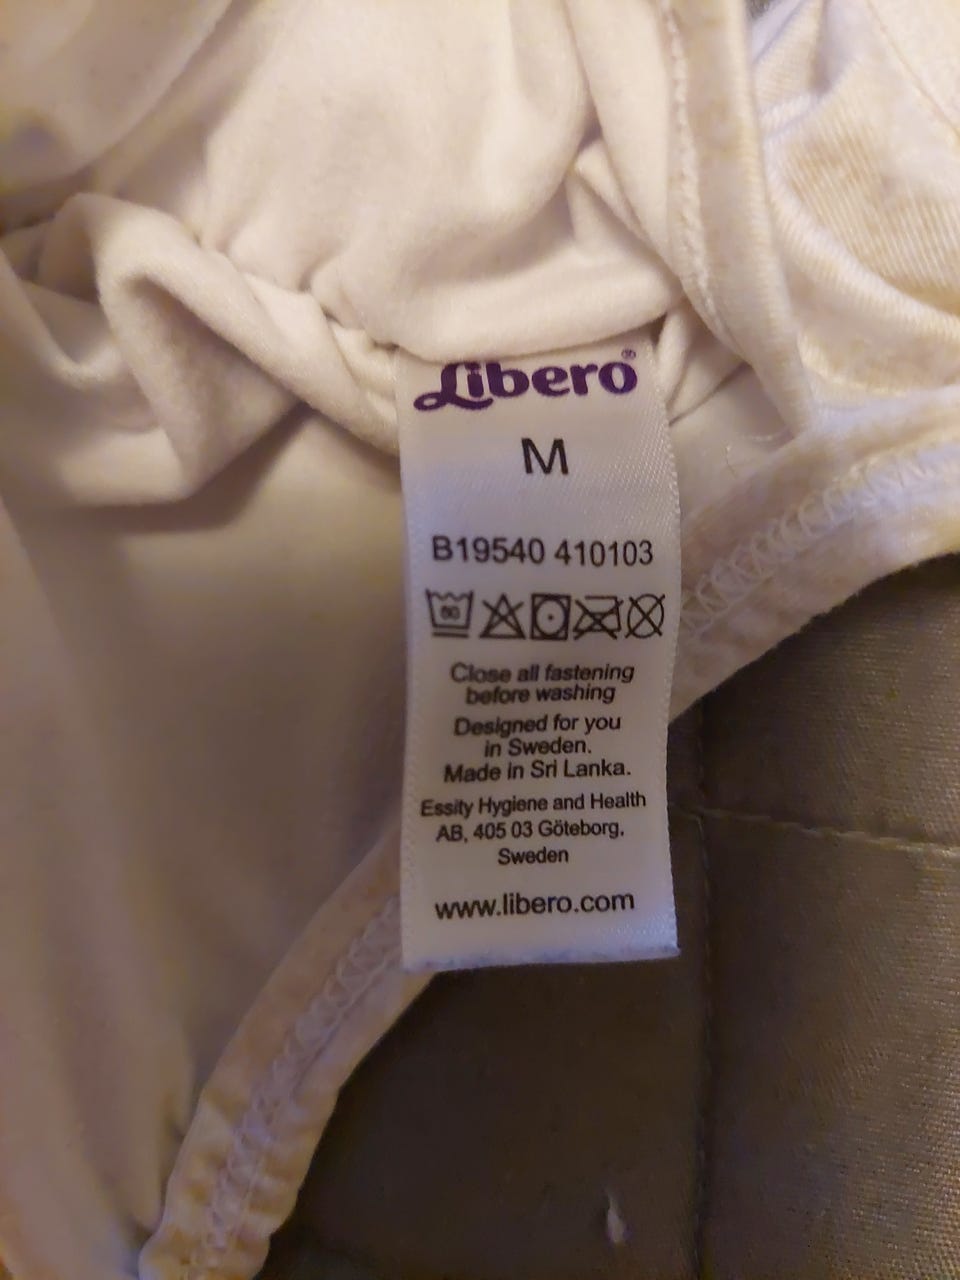 Libero®
M
B19540 410103
60
Close all fastening
before washing
Designed for you
in Sweden.
Made in Sri Lanka.
Essity Hygiene and Health
AB, 405 03 Göteborg,
Sweden
www.libero.com